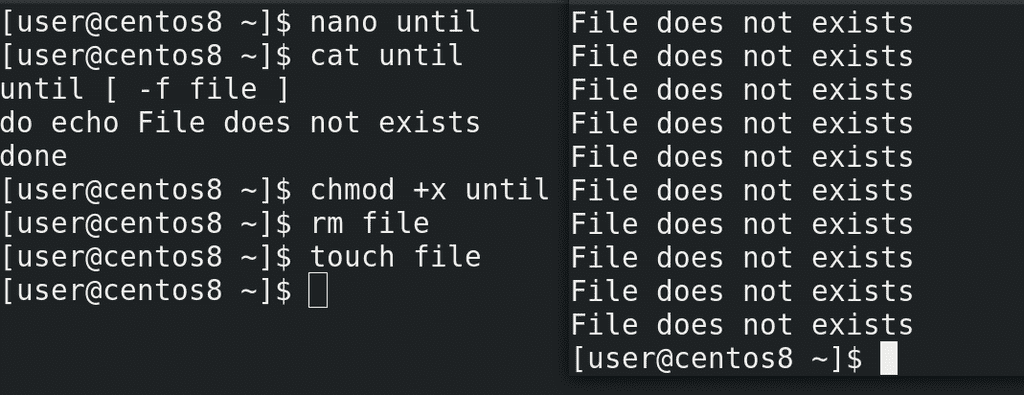 [user@centos8 ~]$ nano until
[user@centos8 ~]$ cat until
until [ -f file ]
do echo File does not exists
done
[user@centos8 ~]$ chmod +x until
[user@centos8 ~]$ rm file
[user@centos8 ~]$ touch file
[user@centos8 ~]$
File does not exists
File does not exists
File does not exists
File does not exists
File does not exists
File does not exists
File does not exists
File does not exists
File does not exists
File does not exists
[user@centos8 ~]$